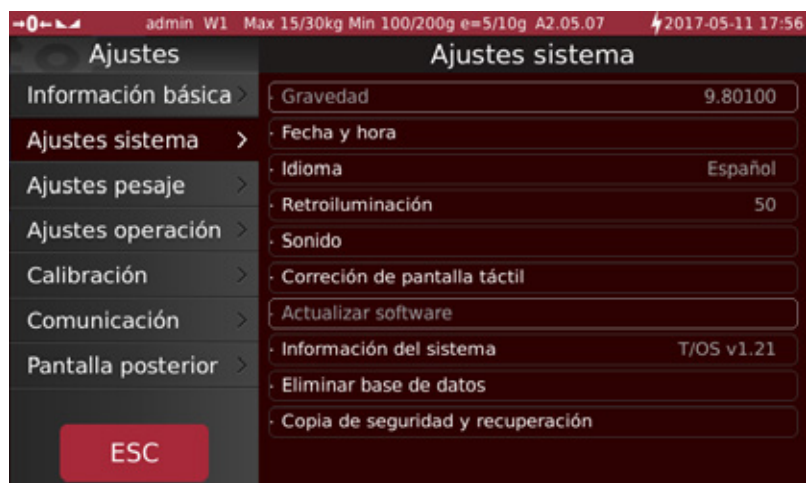 →0← admin W1 Max 15/30kg Min 100/200g e=5/10g A2.05.07 2017-05-11 17:56
Ajustes
Información básica >
Ajustes sistema >
Ajustes pesaje >
Ajustes operación >
Calibración >
Comunicación >
Pantalla posterior >
ESC
Ajustes sistema
· Gravedad 9.80100
· Fecha y hora
· Idioma Español
· Retroiluminación 50
· Sonido
· Correción de pantalla táctil
· Actualizar software
· Información del sistema T/OS v1.21
· Eliminar base de datos
· Copia de seguridad y recuperación